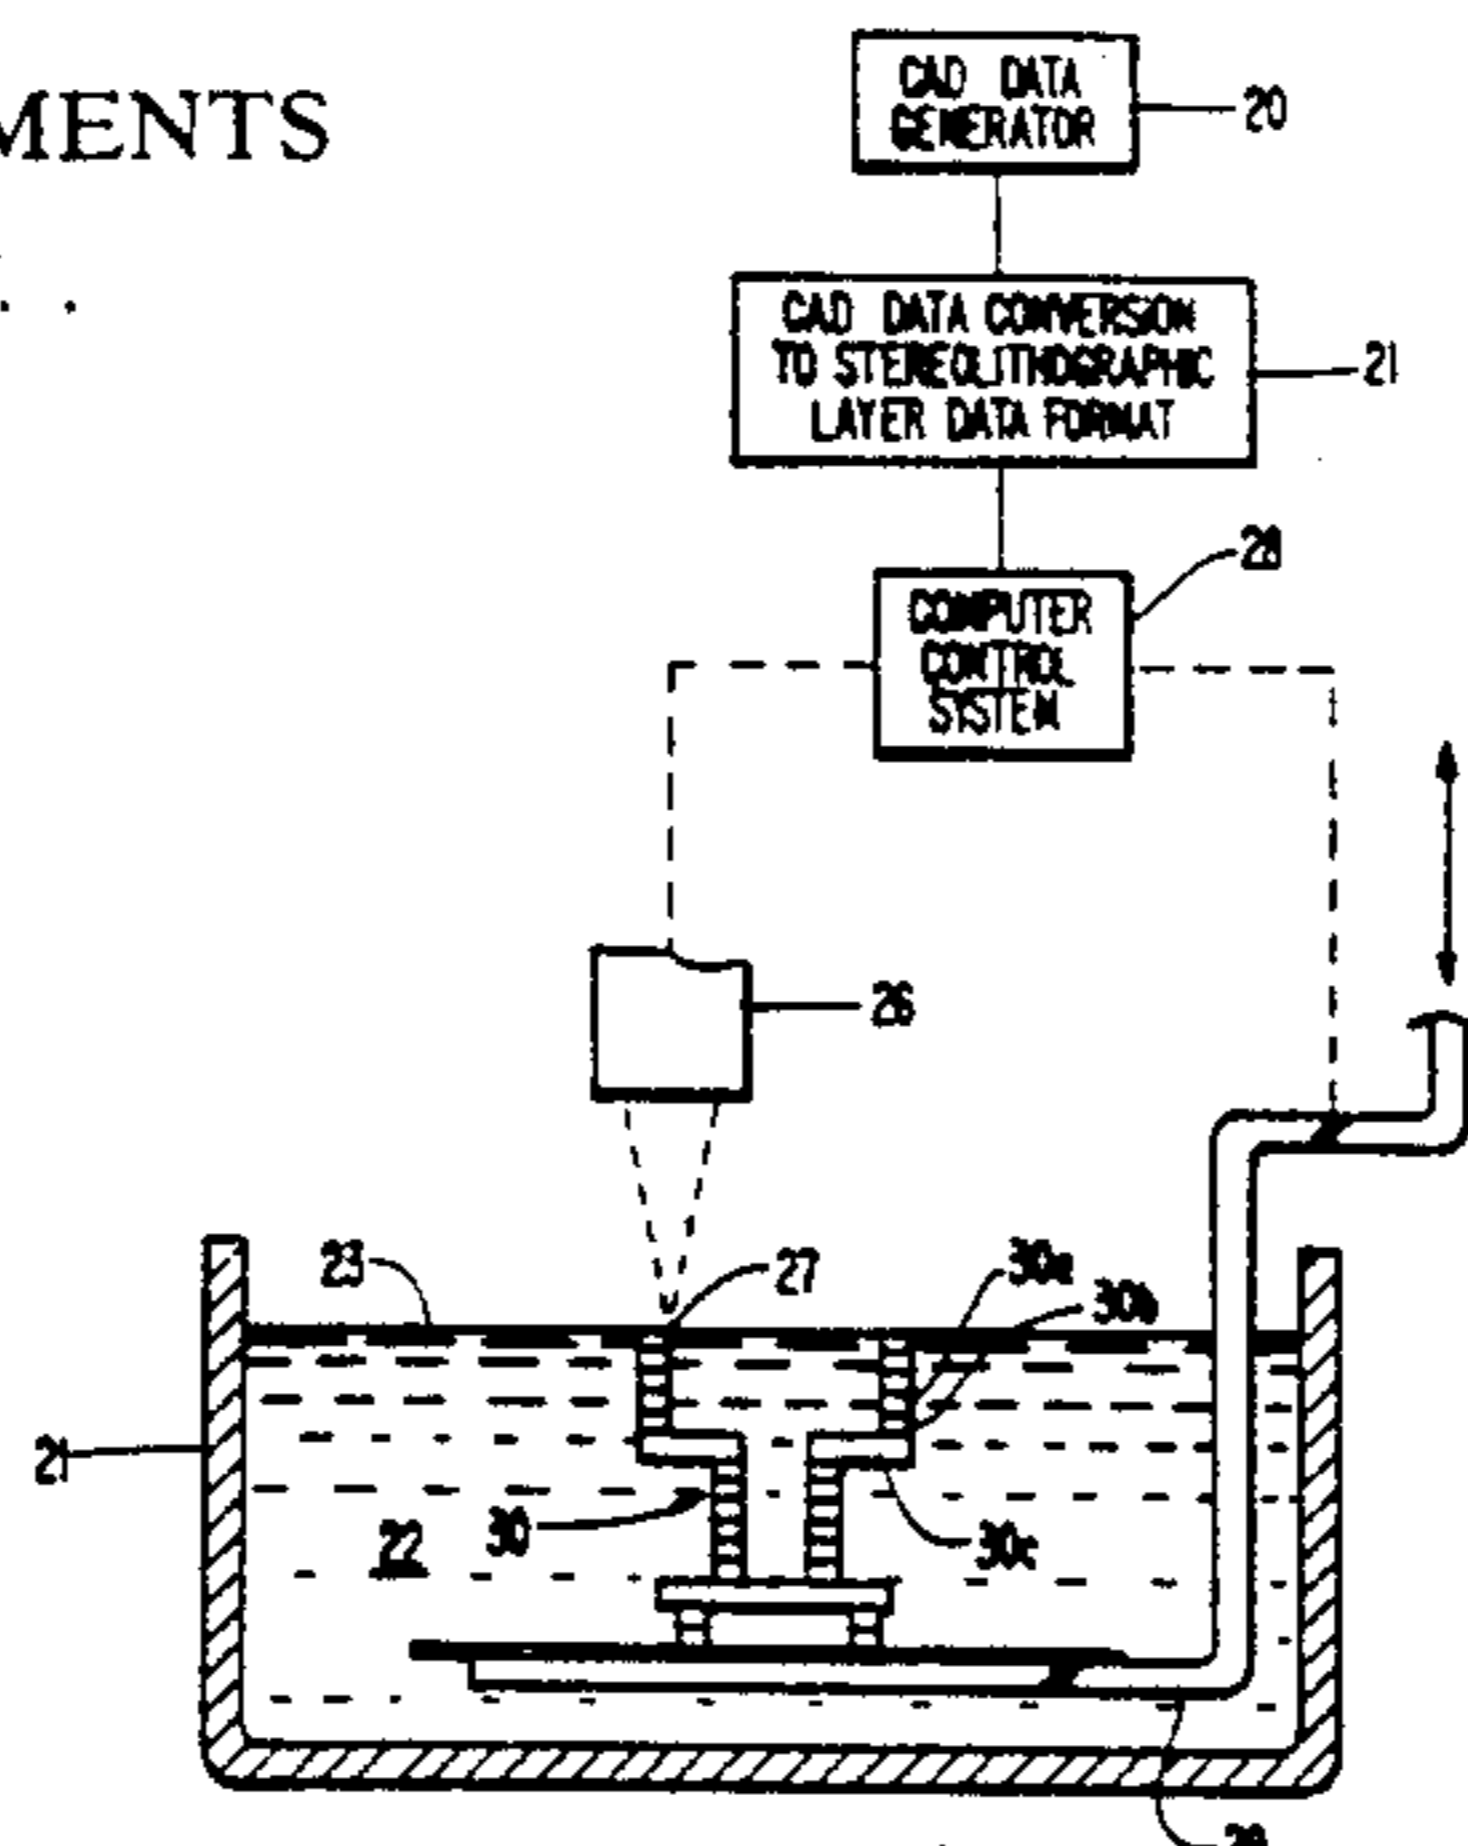 MENTS
. .
CAD DATA
GENERATOR
20
CAD DATA CONVERSION
TO STEREOLITHOGRAPHIC
LAYER DATA FORMAT
21
28
COMPUTER
CONTROL
SYSTEM
26
23
27
30a
30b
21
22
30
30c